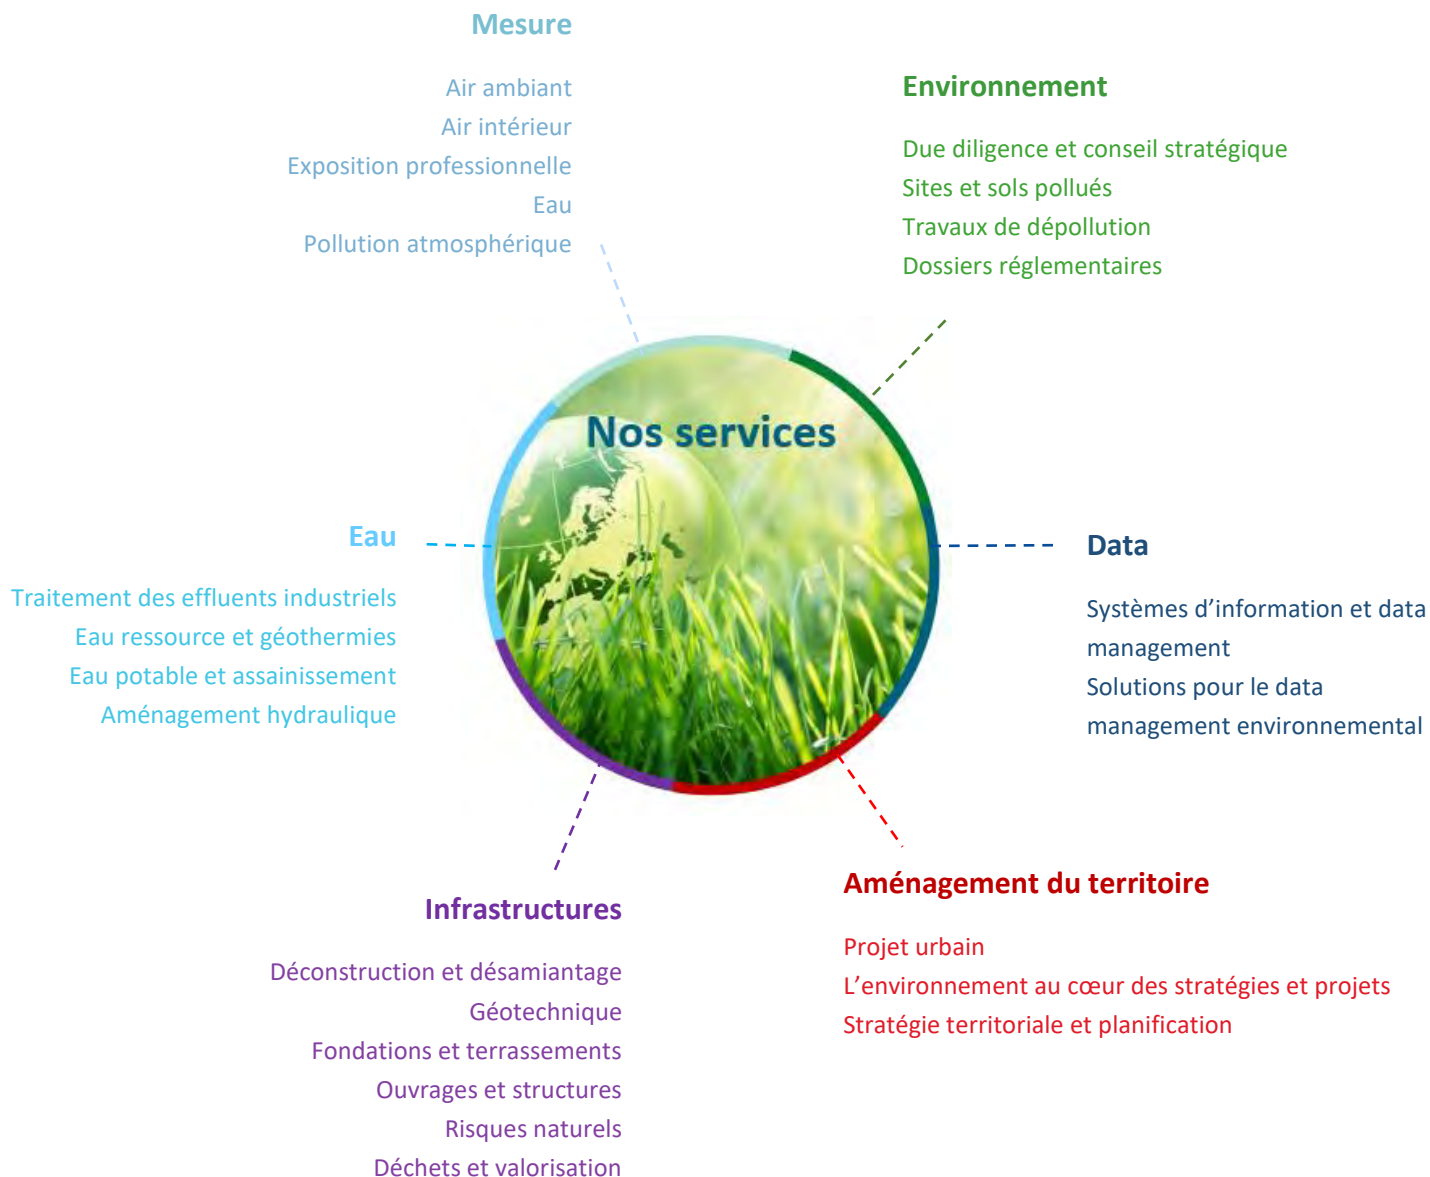 Mesure
Air ambiant
Air intérieur
Exposition professionnelle
Eau
Pollution atmosphérique
Environnement
Due diligence et conseil stratégique
Sites et sols pollués
Travaux de dépollution
Dossiers réglementaires
Nos services
Eau
Traitement des effluents industriels
Eau ressource et géothermies
Eau potable et assainissement
Aménagement hydraulique
Data
Systèmes d’information et data
management
Solutions pour le data
management environnemental
Infrastructures
Déconstruction et désamiantage
Géotechnique
Fondations et terrassements
Ouvrages et structures
Risques naturels
Déchets et valorisation
Aménagement du territoire
Projet urbain
L’environnement au cœur des stratégies et projets
Stratégie territoriale et planification